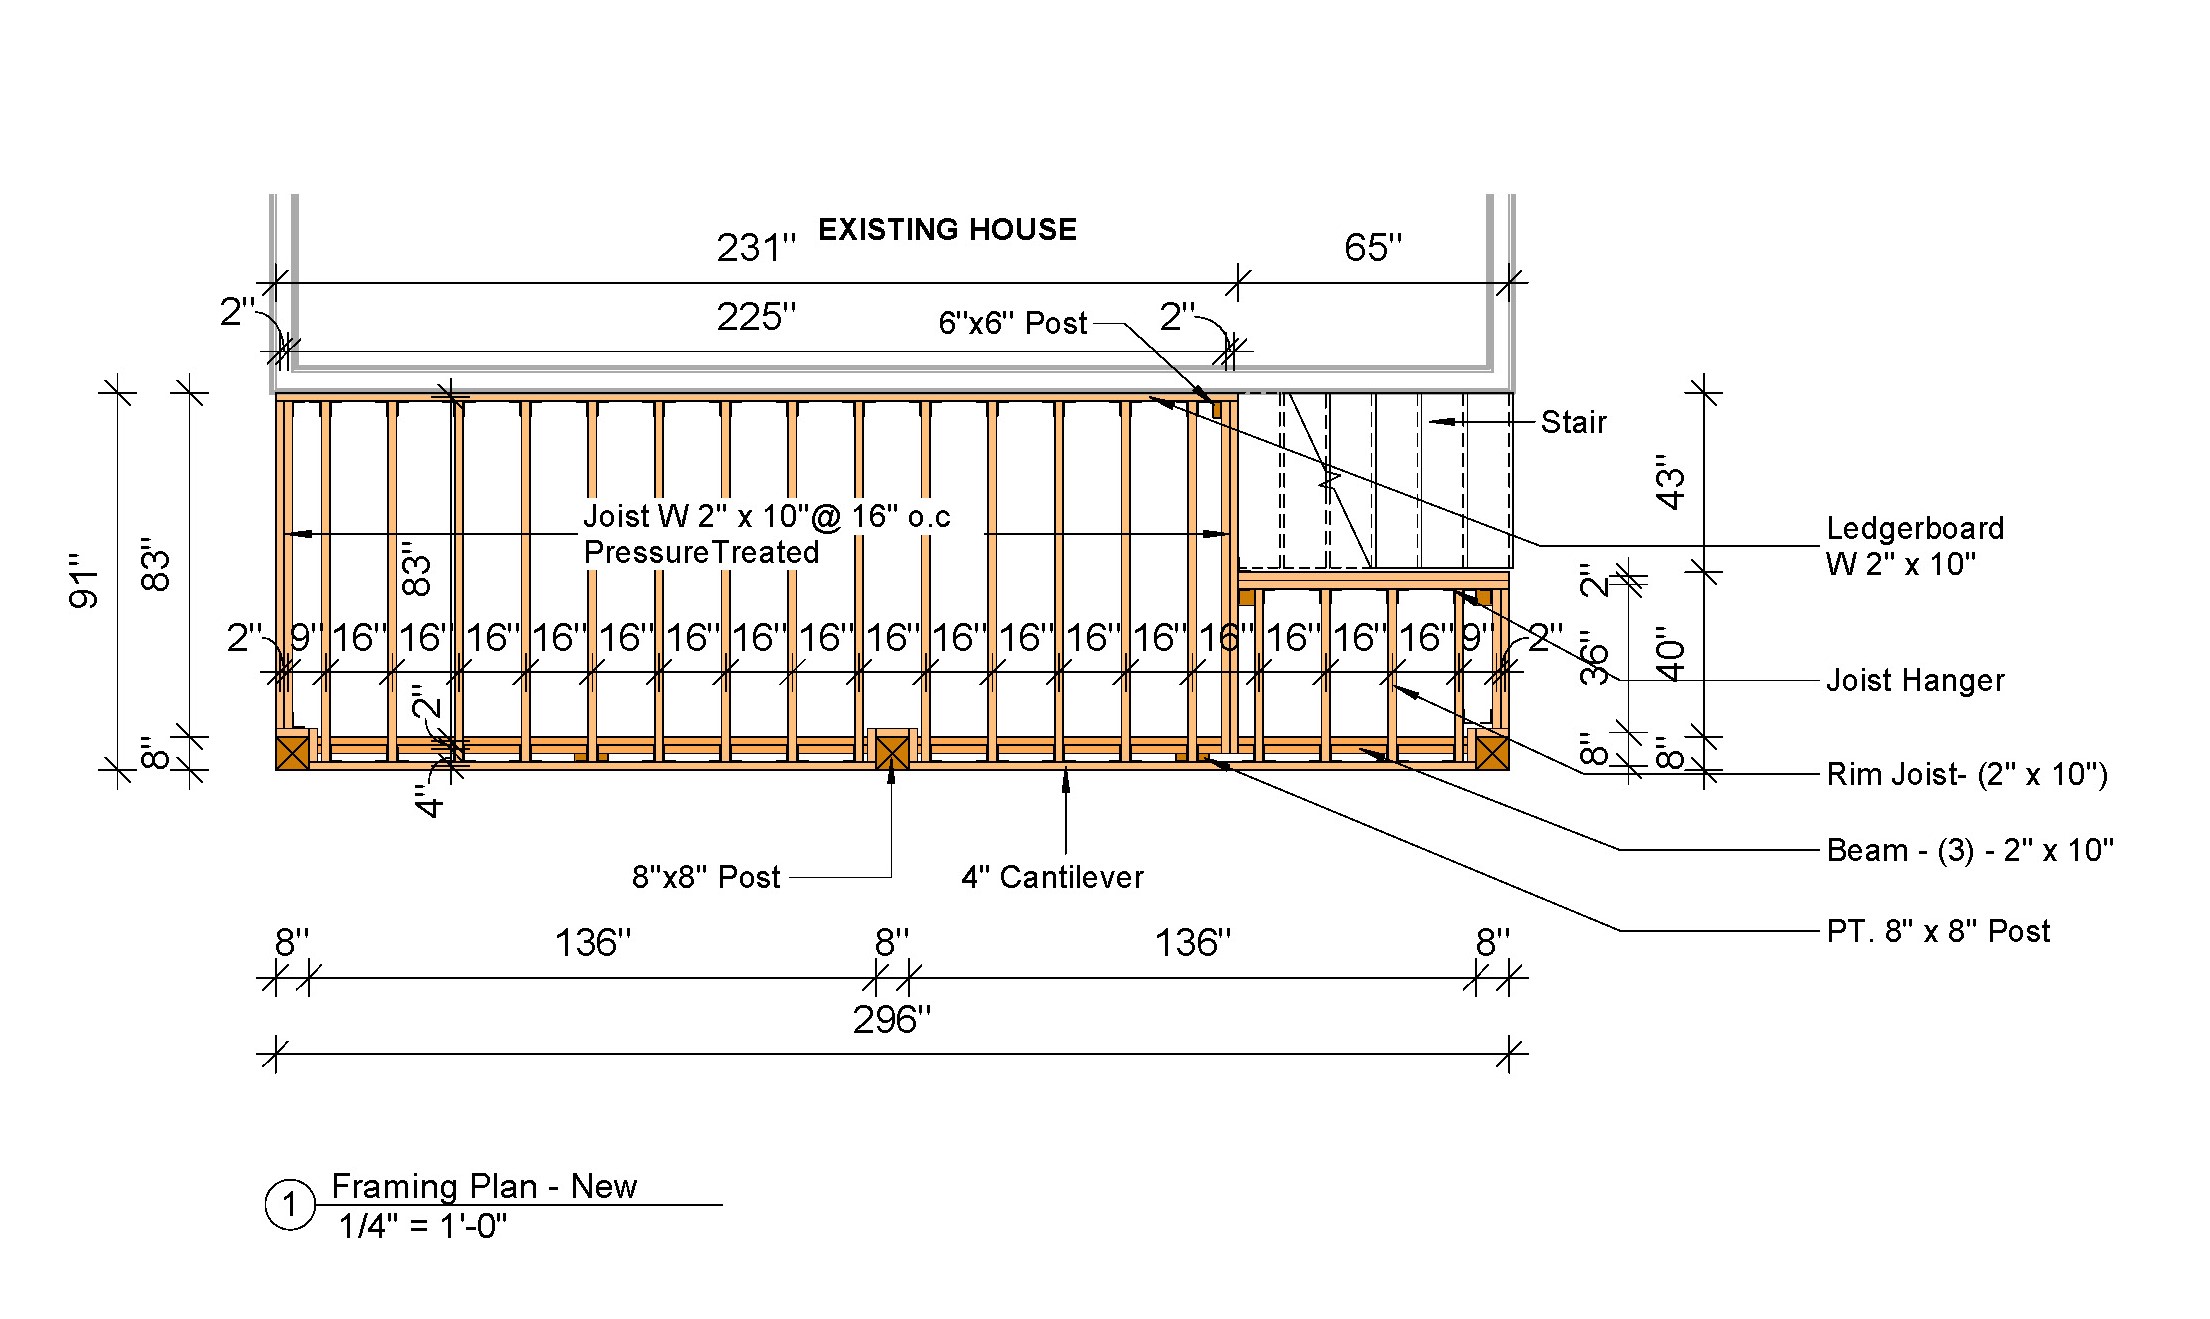 EXISTING HOUSE
231" 65"
2" 225" 6"x6" Post 2"
Stair
43"
Joist W 2" x 10"@ 16" o.c
PressureTreated
Ledgerboard
W 2" x 10"
91" 83" 83" 2"
2" 9" 16" 16" 16" 16" 16" 16" 16" 16" 16" 16" 16" 16" 16" 16" 16" 16" 16" 9" 2" 36" 40"
Joist Hanger
2"
8" 8" 8"
Rim Joist- (2" x 10")
4"
Beam - (3) - 2" x 10"
8"x8" Post 4" Cantilever
PT. 8" x 8" Post
8" 136" 8" 136" 8"
296"
1 Framing Plan - New
1/4" = 1'-0"